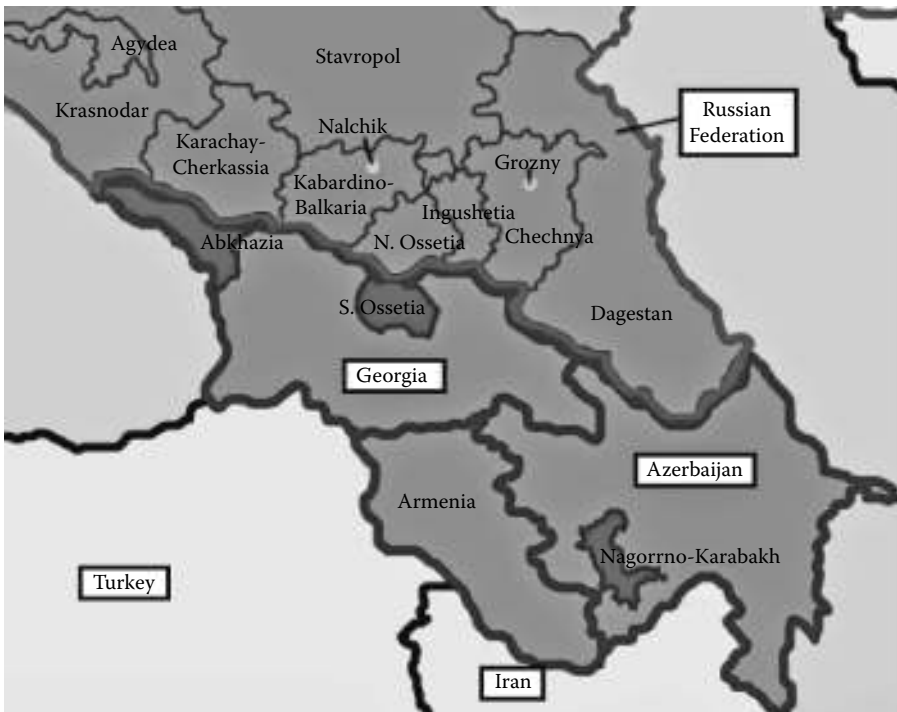 Agydea
Stavropol
Krasnodar
Russian
Federation
Nalchik
Karachay-
Cherkassia
Grozny
Kabardino-
Balkaria
Ingushetia
Abkhazia
N. Ossetia
Chechnya
S. Ossetia
Dagestan
Georgia
Azerbaijan
Armenia
Nagorrno-Karabakh
Turkey
Iran